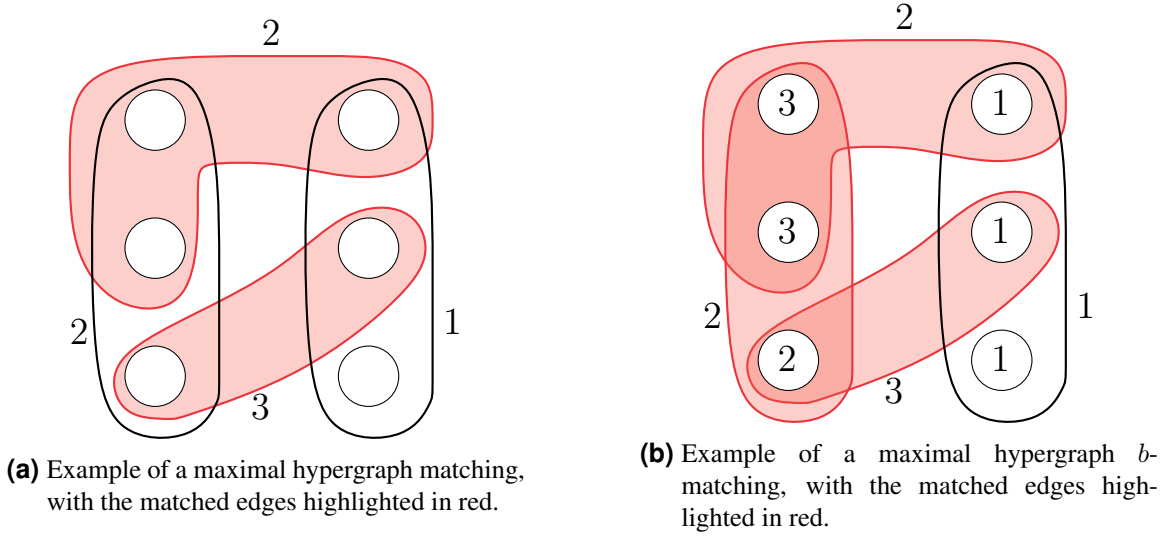 2
2
3
1
(a) Example of a maximal hypergraph matching,
with the matched edges highlighted in red.
2
3
1
3
1
2
1
2
3
1
(b) Example of a maximal hypergraph b-
matching, with the matched edges high-
lighted in red.